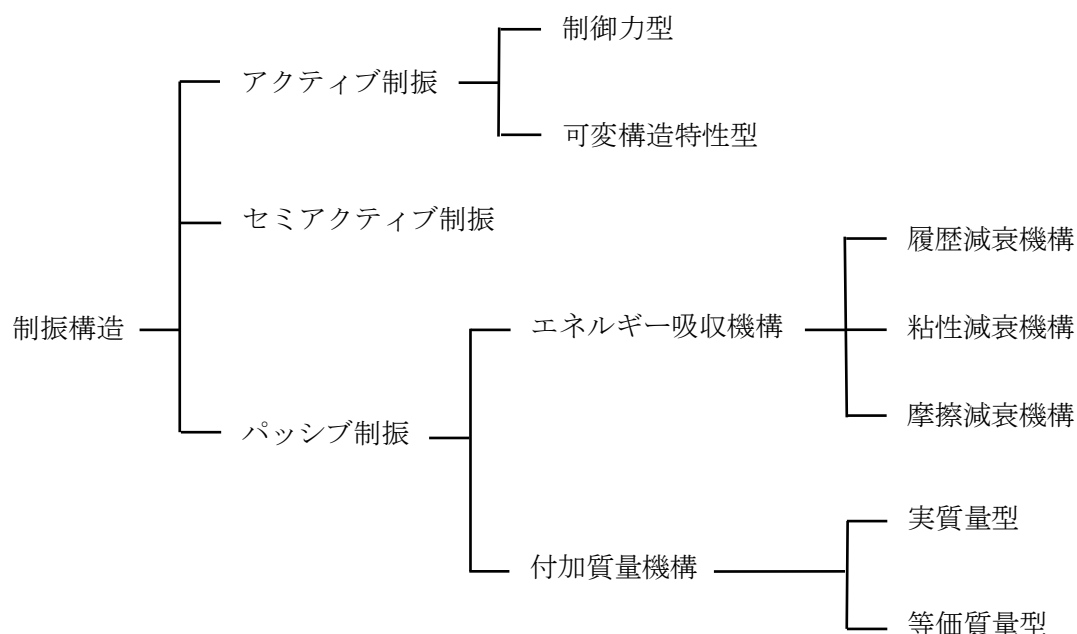 制振構造
アクティブ制振
制御力型
可変構造特性型
セミアクティブ制振
パッシブ制振
エネルギー吸収機構
履歴減衰機構
粘性減衰機構
摩擦減衰機構
付加質量機構
実質量型
等価質量型